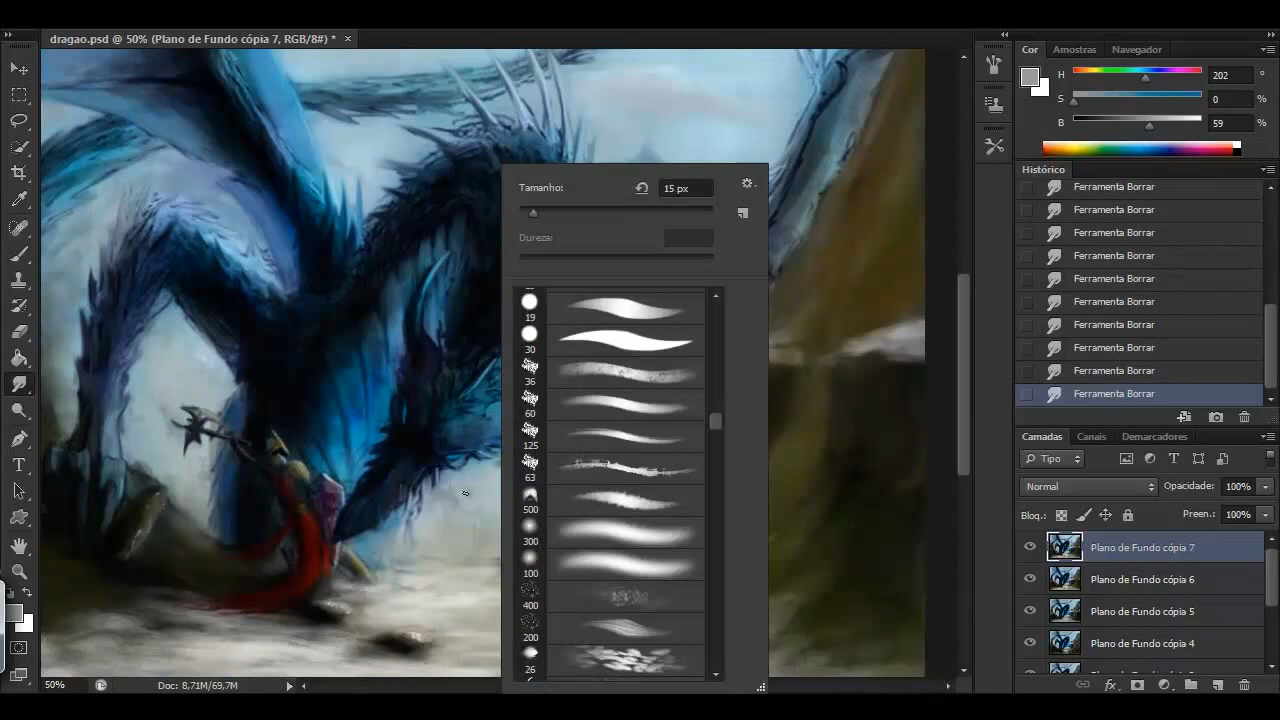 dragao.psd @ 50% (Plano de Fundo cópia 7, RGB/8#) * ×
Cor Amostras Navegador
H 202 °
S 0 %
B 59 %
Histórico
Ferramenta Borrar
Ferramenta Borrar
Ferramenta Borrar
Ferramenta Borrar
Ferramenta Borrar
Ferramenta Borrar
Ferramenta Borrar
Ferramenta Borrar
Ferramenta Borrar
Ferramenta Borrar
Tamanho: 15 px
Dureza:
19
30
36
60
125
63
500
300
100
400
200
26
Camadas Canais Demarcadores
Tipo
Normal Opacidade: 100%
Bloq.: Preen.: 100%
Plano de Fundo cópia 7
Plano de Fundo cópia 6
Plano de Fundo cópia 5
Plano de Fundo cópia 4
50% Doc: 8,71M/69,7M